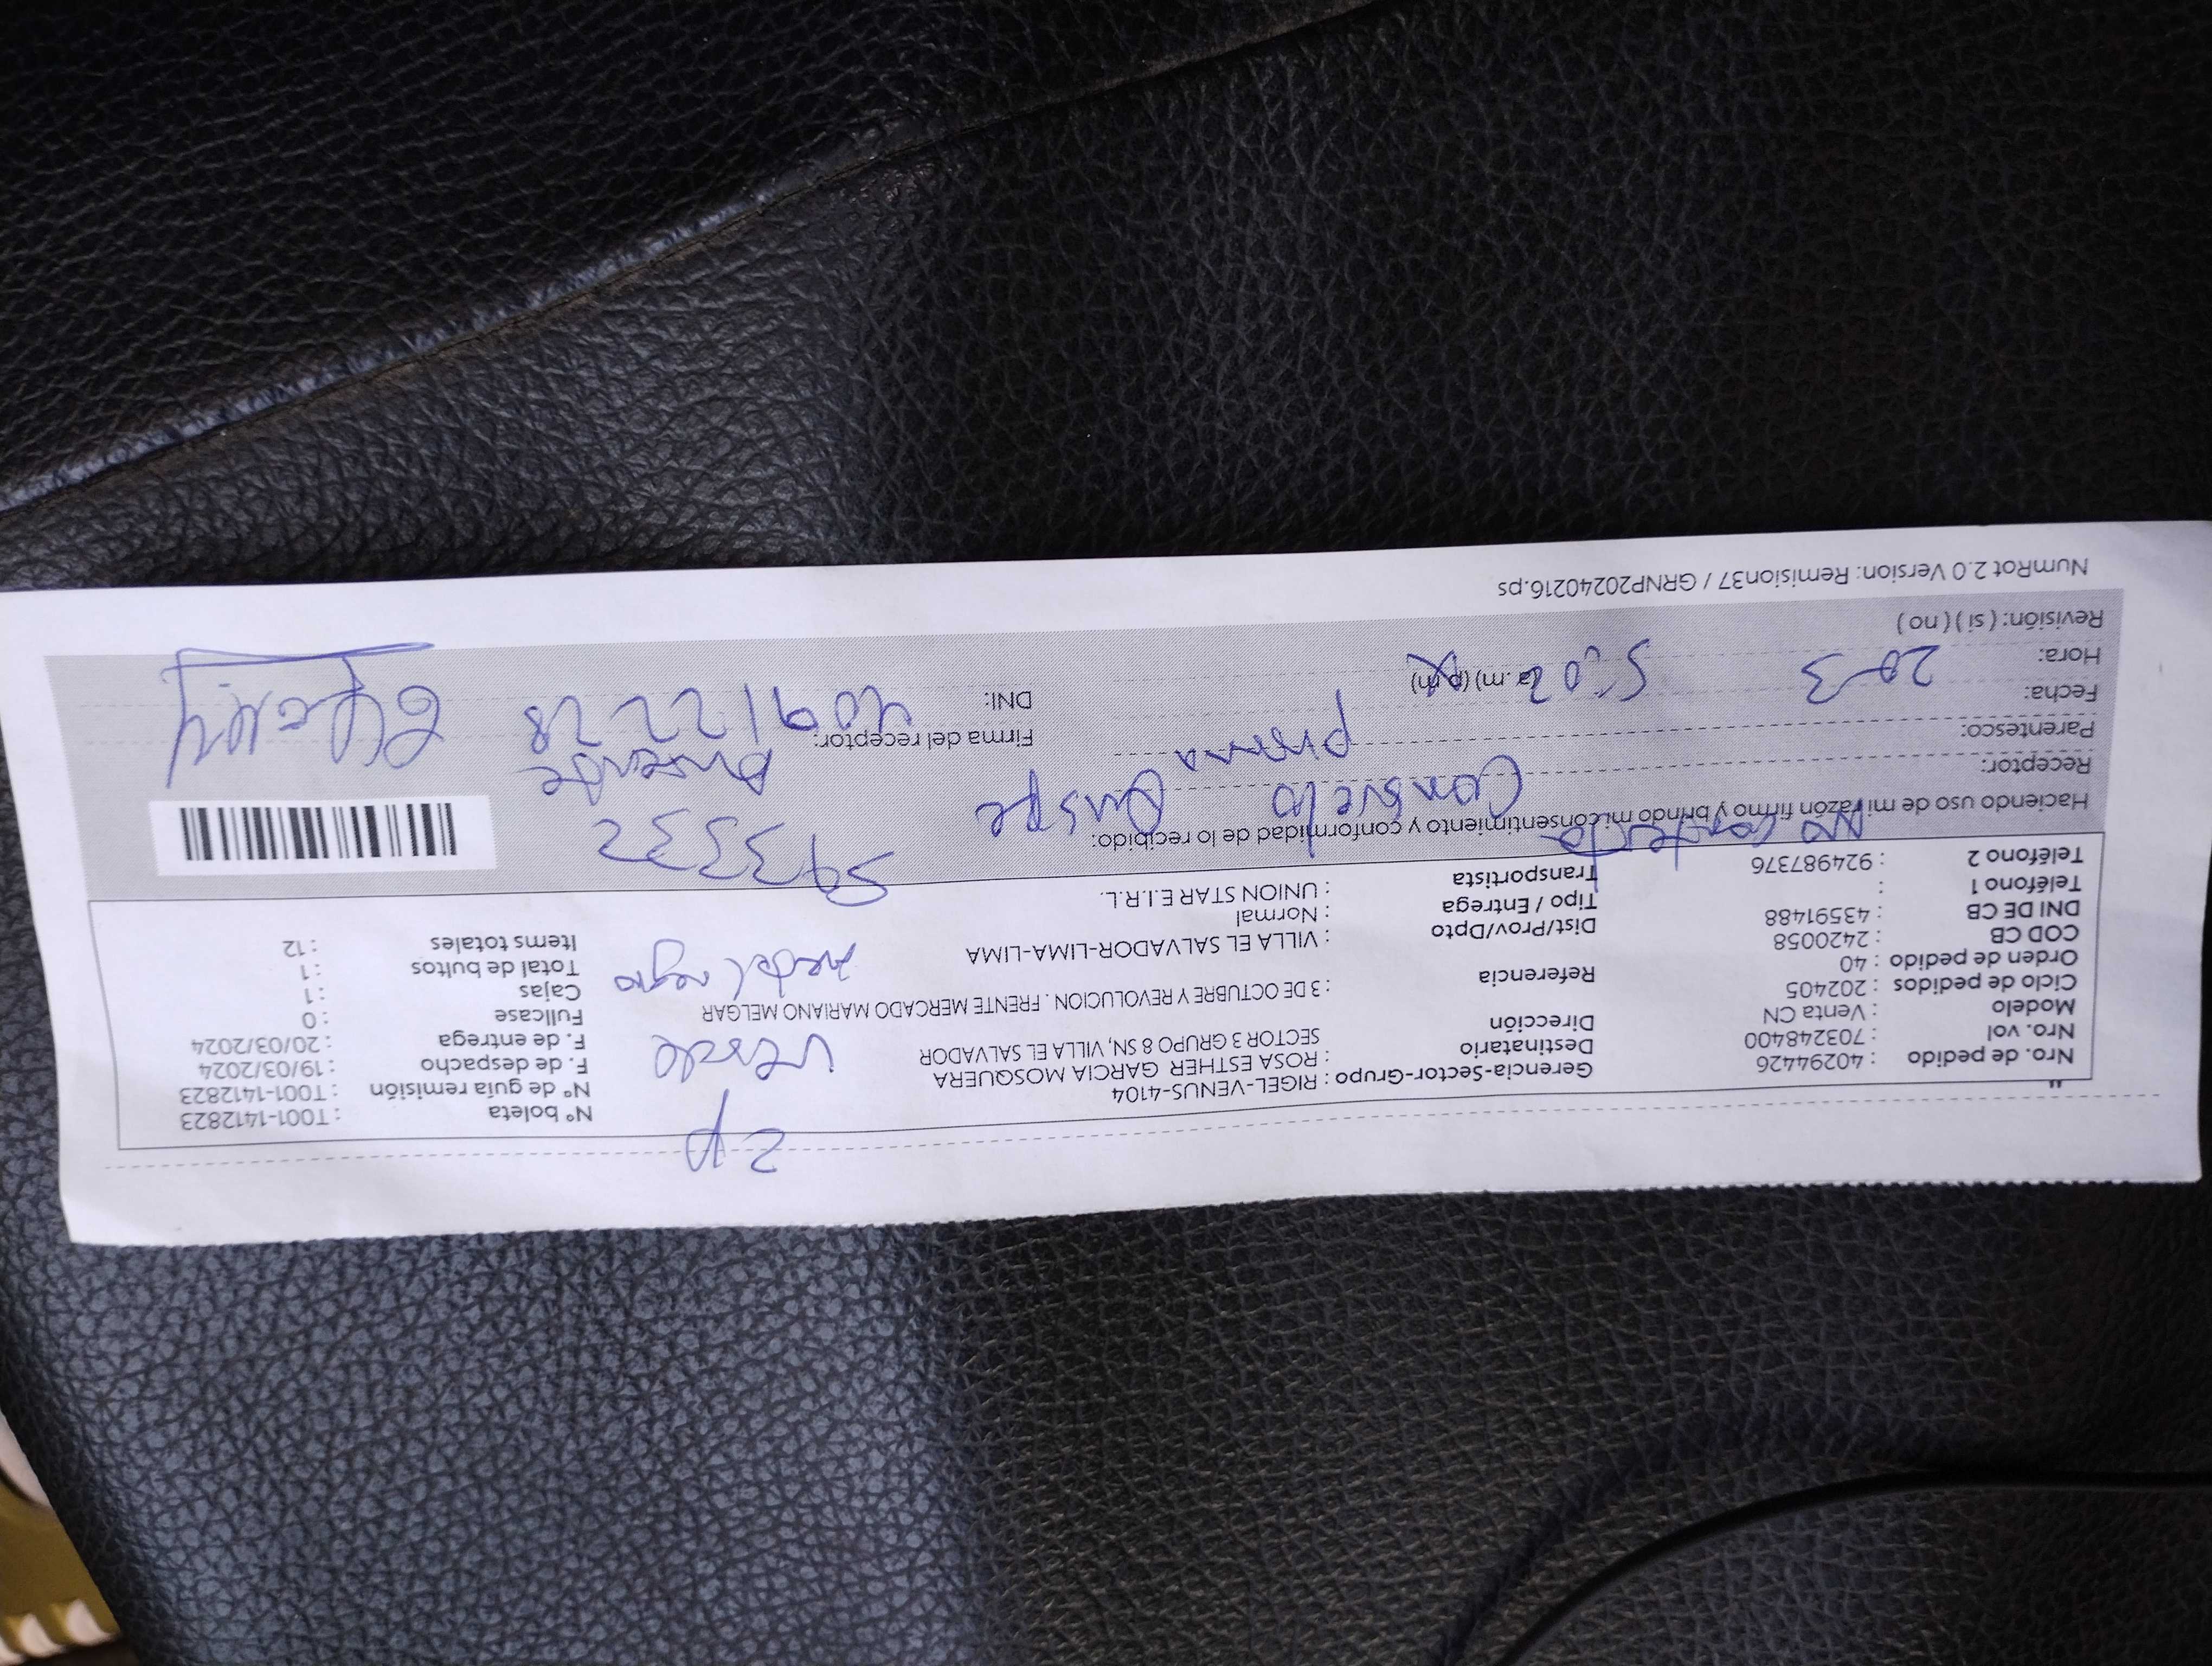 2P
Nro. de pedido : 40294426
Nro. vol : 703248400
Modelo : Venta CN
Ciclo de pedidos : 202405
Orden de pedido : 40
COD CB : 2420058
DNI DE CB : 43591488
Teléfono 1 :
Teléfono 2 : 924987376
No contesta
Gerencia-Sector-Grupo : RIGEL-VENUS-4104
Destinatario : ROSA ESTHER GARCIA MOSQUERA
Dirección SECTOR 3 GRUPO 8 SN, VILLA EL SALVADOR
Referencia : 3 DE OCTUBRE Y REVOLUCION . FRENTE MERCADO MARIANO MELGAR
Dist/Prov/Dpto : VILLA EL SALVADOR-LIMA-LIMA
Tipo / Entrega : Normal
Transportista : UNION STAR E.I.R.L.
Verde
negro
N° boleta : T001-1412823
N° de guía remisión : T001-1412823
F. de despacho : 19/03/2024
F. de entrega : 20/03/2024
Fullcase : 0
Cajas : 1
Total de bultos : 1
Items totales : 12
593332
Haciendo uso de mi razón firmo y brindo mi consentimiento y conformidad de lo recibido:
Receptor: Consuelo Quispe
Parentesco: prima
Fecha: 20-3
Hora: 5:02 (a.m) (p.m)
Revisión: ( si ) ( no )
Firma del receptor:
DNI: 40912228
NumRot 2.0 Version: Remision37 / GRNP20240216.ps